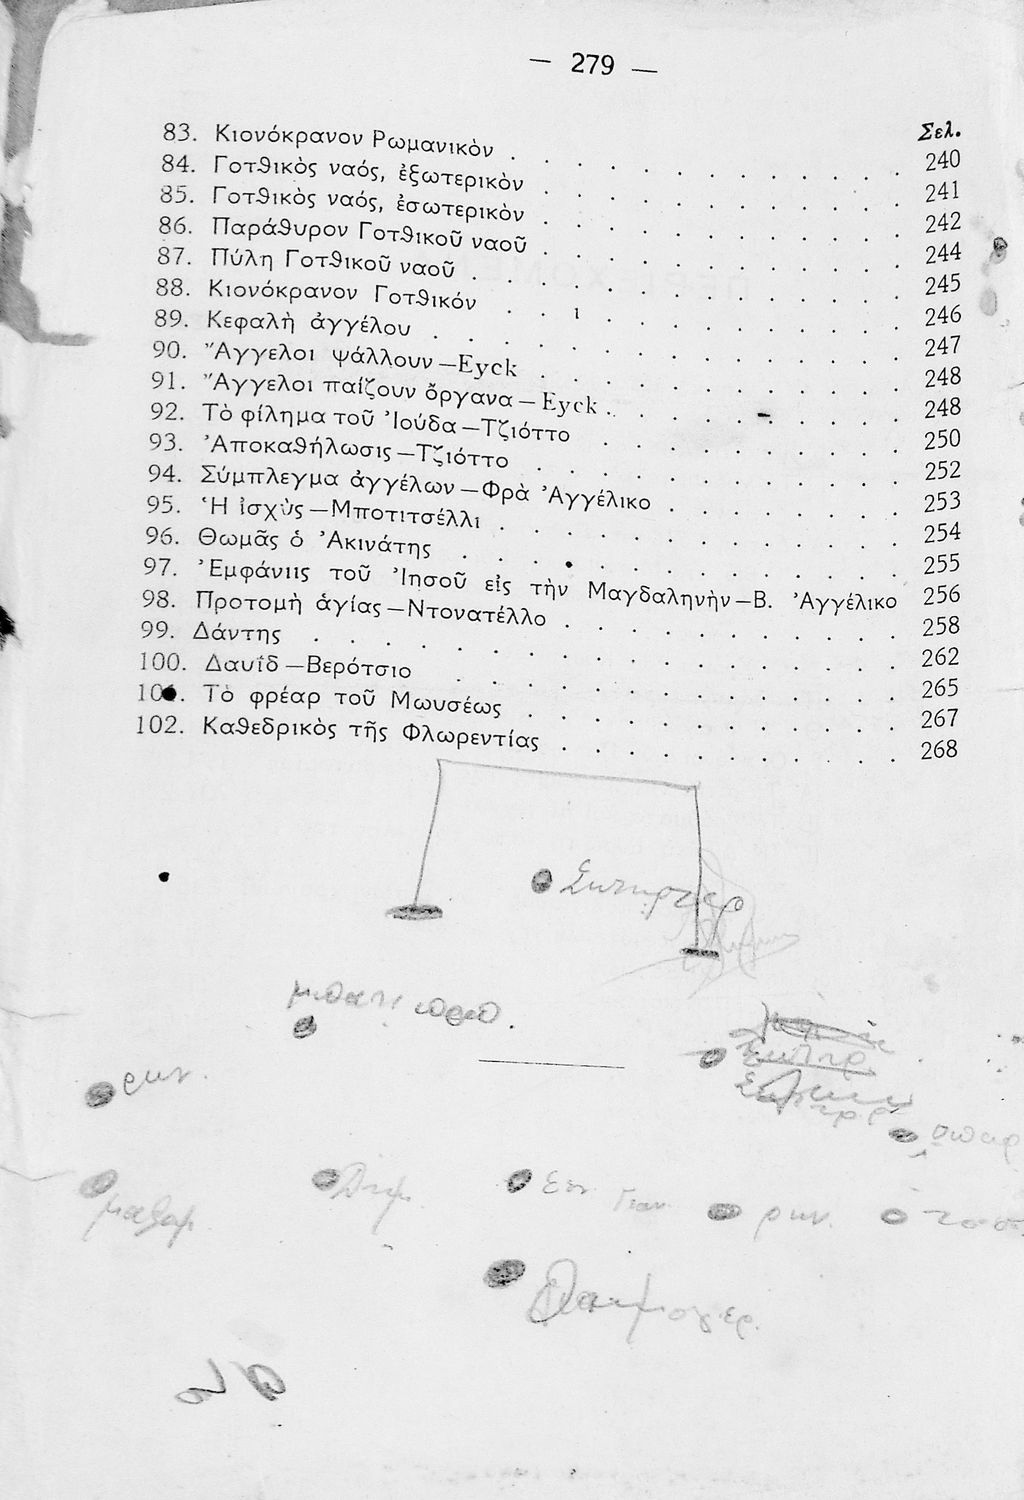 — 279 —
Σελ.
83. Κιονόκρανον Ρωμανικὸν . . . . . . . . . . . . 240
84. Γοτθικὸς ναός, ἐξωτερικὸν . . . . . . . . . . . 241
85. Γοτθικὸς ναός, ἐσωτερικὸν . . . . . . . . . . . 242
86. Παράθυρον Γοτθικοῦ ναοῦ . . . . . . . . . . . 244
87. Πύλη Γοτθικοῦ ναοῦ . . . . . . . . . . . . . 245
88. Κιονόκρανον Γοτθικόν . . . . . . . . . . . . 246
89. Κεφαλὴ ἀγγέλου . . . . . . . . . . . . . . 247
90. Ἄγγελοι ψάλλουν—Eyck . . . . . . . . . . . 248
91. Ἄγγελοι παίζουν ὄργανα—Eyck . . . . . . . . . 248
92. Τὸ φίλημα τοῦ Ἰούδα—Τζιόττο . . . . . . . . . 250
93. Ἀποκαθήλωσις—Τζιόττο . . . . . . . . . . . 252
94. Σύμπλεγμα ἀγγέλων—Φρὰ Ἀγγέλικο . . . . . . . 253
95. Ἡ ἰσχὺς—Μποτιτσέλλι . . . . . . . . . . . . 254
96. Θωμᾶς ὁ Ἀκινάτης . . . . . . . . . . . . . 255
97. Ἐμφάνιις τοῦ Ἰησοῦ εἰς τὴν Μαγδαληνὴν—Β. Ἀγγέλικο 256
98. Προτομὴ ἁγίας—Ντονατέλλο . . . . . . . . . . 258
99. Δάντης . . . . . . . . . . . . . . . . . 262
100. Δαυΐδ—Βερότσιο . . . . . . . . . . . . . 265
101. Τὸ φρέαρ τοῦ Μωυσέως . . . . . . . . . . . 267
102. Καθεδρικὸς τῆς Φλωρεντίας . . . . . . . . . . 268
ρην.
ρην.